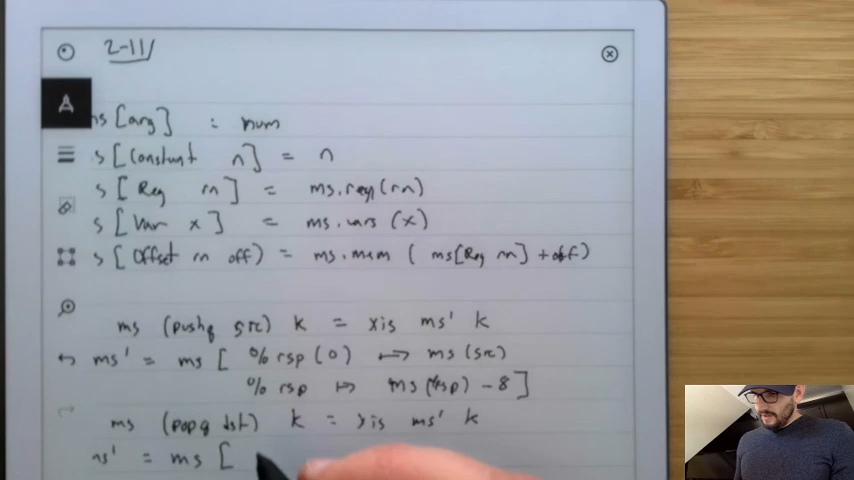 2-11/
ms [arg] : num
s [Constant n] = n
s [Reg rn] = ms.reg(rn)
s [Var x] = ms.vars (x)
s [Offset rn off) = ms.mem ( ms[Reg rn] + off)
ms (pushq src) k = xis ms' k
ms' = ms [ %rsp (0) ↦ ms (src)
%rsp ↦ ms(%rsp) - 8]
ms (popq dst) k = xis ms' k
ms' = ms [